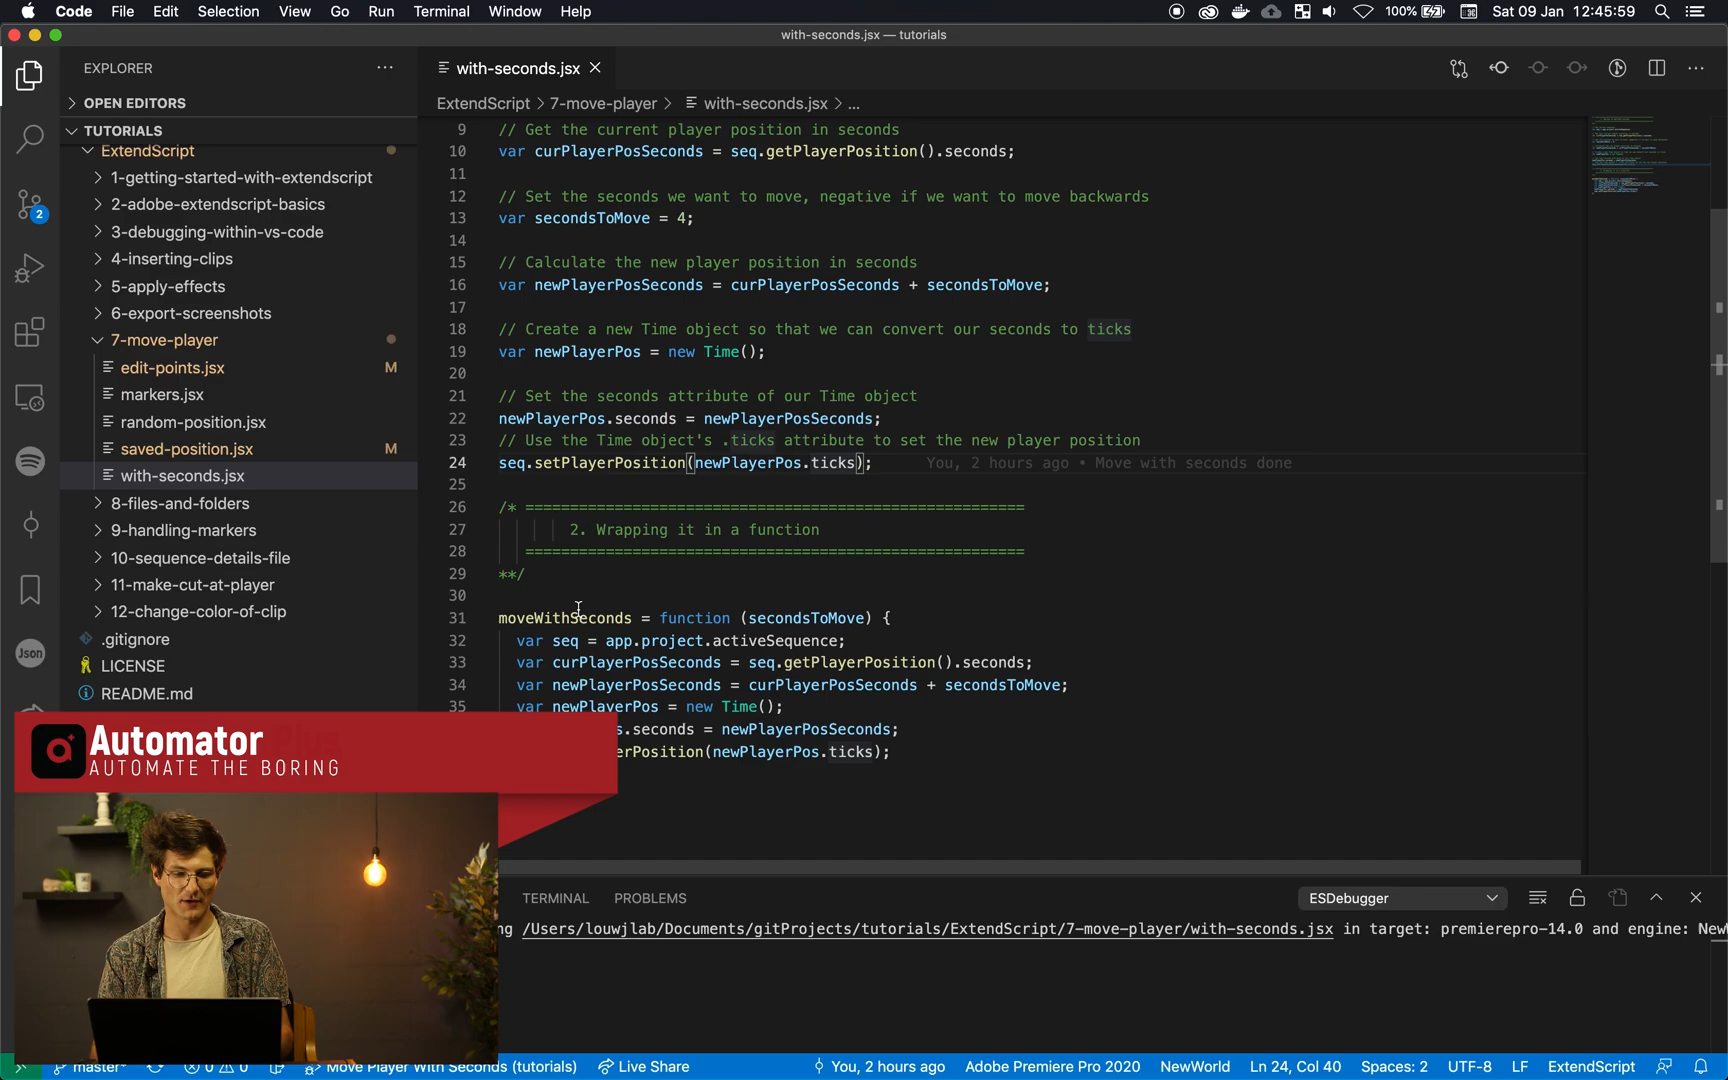 Code File Edit Selection View Go Run Terminal Window Help 100% Sat 09 Jan 12:45:59
with-seconds.jsx — tutorials
EXPLORER
OPEN EDITORS
TUTORIALS
ExtendScript
1-getting-started-with-extendscript
2-adobe-extendscript-basics
3-debugging-within-vs-code
4-inserting-clips
5-apply-effects
6-export-screenshots
7-move-player
edit-points.jsx M
markers.jsx
random-position.jsx
saved-position.jsx M
with-seconds.jsx
8-files-and-folders
9-handling-markers
10-sequence-details-file
11-make-cut-at-player
12-change-color-of-clip
.gitignore
LICENSE
README.md
2
Json
with-seconds.jsx
ExtendScript > 7-move-player > with-seconds.jsx > ...
9 // Get the current player position in seconds
10 var curPlayerPosSeconds = seq.getPlayerPosition().seconds;
11
12 // Set the seconds we want to move, negative if we want to move backwards
13 var secondsToMove = 4;
14
15 // Calculate the new player position in seconds
16 var newPlayerPosSeconds = curPlayerPosSeconds + secondsToMove;
17
18 // Create a new Time object so that we can convert our seconds to ticks
19 var newPlayerPos = new Time();
20
21 // Set the seconds attribute of our Time object
22 newPlayerPos.seconds = newPlayerPosSeconds;
23 // Use the Time object's .ticks attribute to set the new player position
24 seq.setPlayerPosition(newPlayerPos.ticks); You, 2 hours ago • Move with seconds done
25
26 /* ========================================================
27 2. Wrapping it in a function
28 ========================================================
29 **/
30
31 moveWithSeconds = function (secondsToMove) {
32 var seq = app.project.activeSequence;
33 var curPlayerPosSeconds = seq.getPlayerPosition().seconds;
34 var newPlayerPosSeconds = curPlayerPosSeconds + secondsToMove;
35 var newPlayerPos = new Time();
s.seconds = newPlayerPosSeconds;
erPosition(newPlayerPos.ticks);
Automator
AUTOMATE THE BORING
TERMINAL PROBLEMS ESDebugger
ng /Users/louwjlab/Documents/gitProjects/tutorials/ExtendScript/7-move-player/with-seconds.jsx in target: premierepro-14.0 and engine: New
master* 0 0 Move Player With Seconds (tutorials) Live Share You, 2 hours ago Adobe Premiere Pro 2020 NewWorld Ln 24, Col 40 Spaces: 2 UTF-8 LF ExtendScript